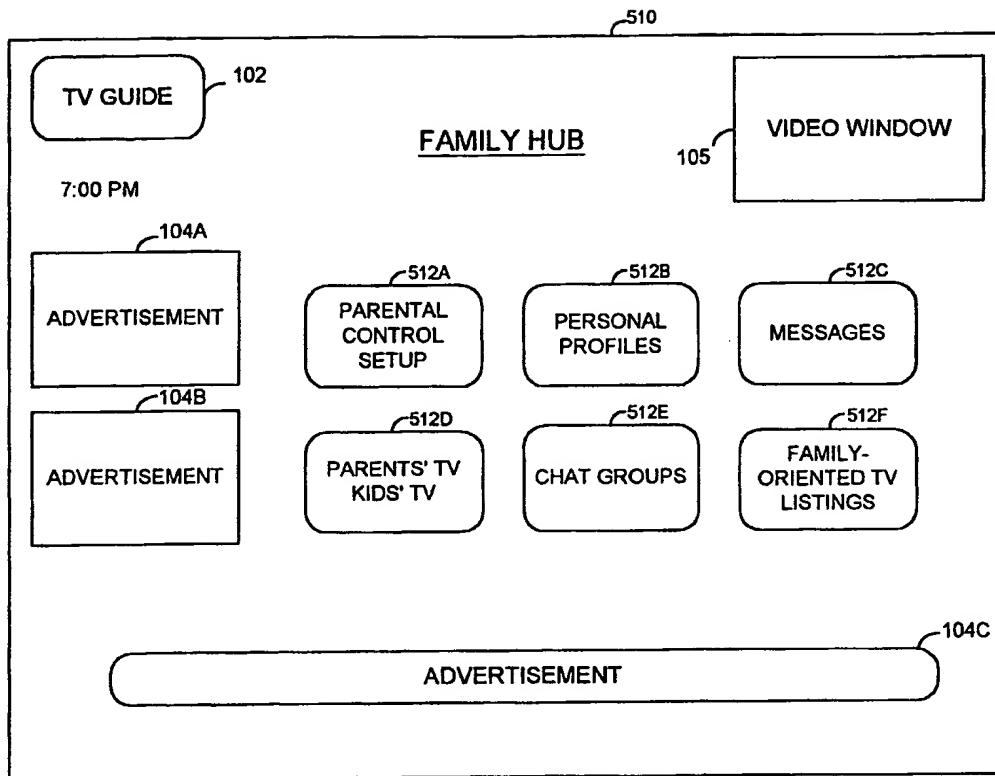 510
TV GUIDE
102
FAMILY HUB
VIDEO WINDOW
105
7:00 PM
104A
ADVERTISEMENT
512A
PARENTAL
CONTROL
SETUP
512B
PERSONAL
PROFILES
512C
MESSAGES
104B
ADVERTISEMENT
512D
PARENTS' TV
KIDS' TV
512E
CHAT GROUPS
512F
FAMILY-
ORIENTED TV
LISTINGS
104C
ADVERTISEMENT